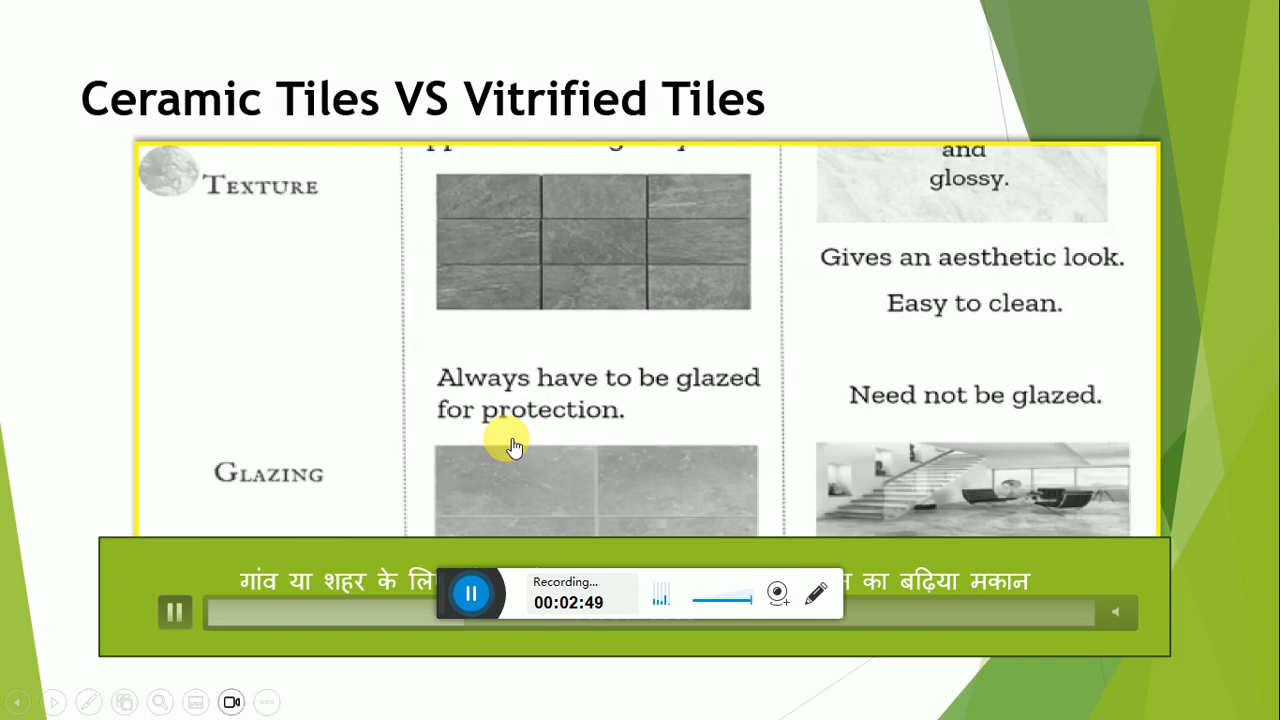 Ceramic Tiles VS Vitrified Tiles
and
glossy.
TEXTURE
Gives an aesthetic look.
Easy to clean.
Always have to be glazed
for protection.
Need not be glazed.
GLAZING
गांव या शहर के
का बढ़िया मकान
Recording...
00:02:49